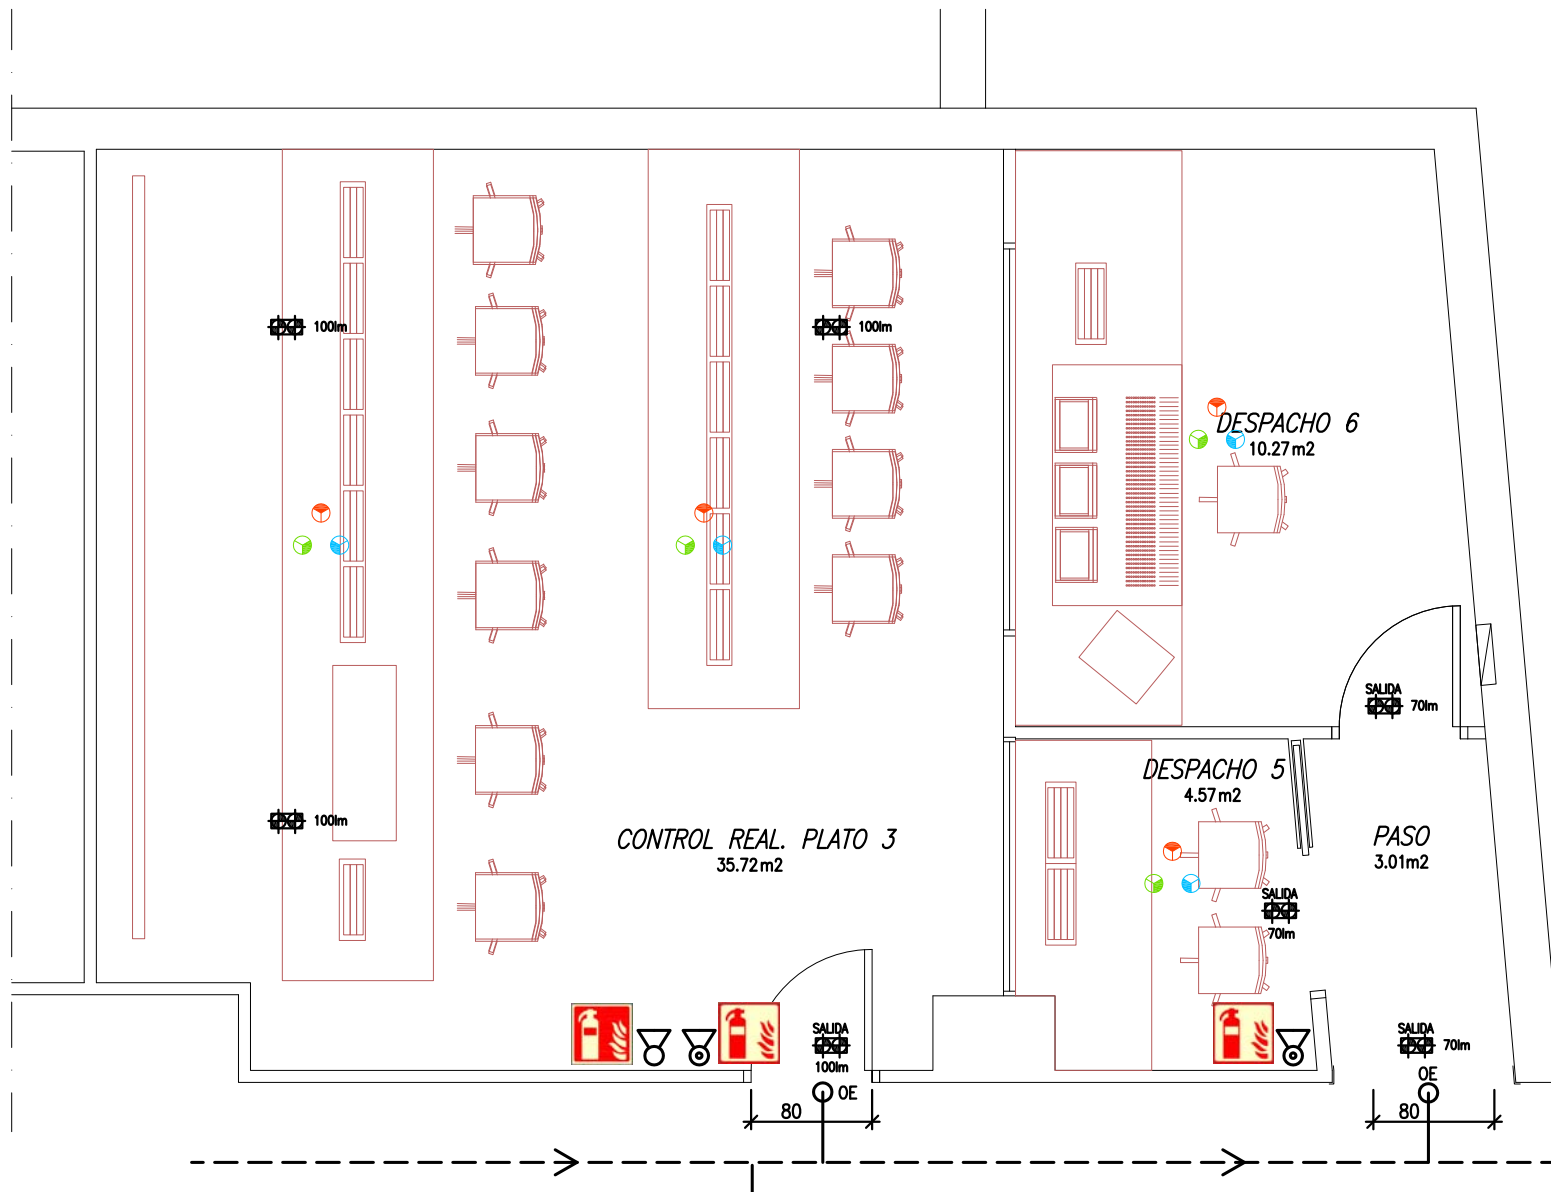 100lm
100lm
DESPACHO 6
10.27m2
SALIDA
70lm
DESPACHO 5
4.57m2
100lm
CONTROL REAL. PLATO 3
35.72m2
PASO
3.01m2
SALIDA
70lm
SALIDA
100lm
SALIDA
70lm
OE
OE
80
80